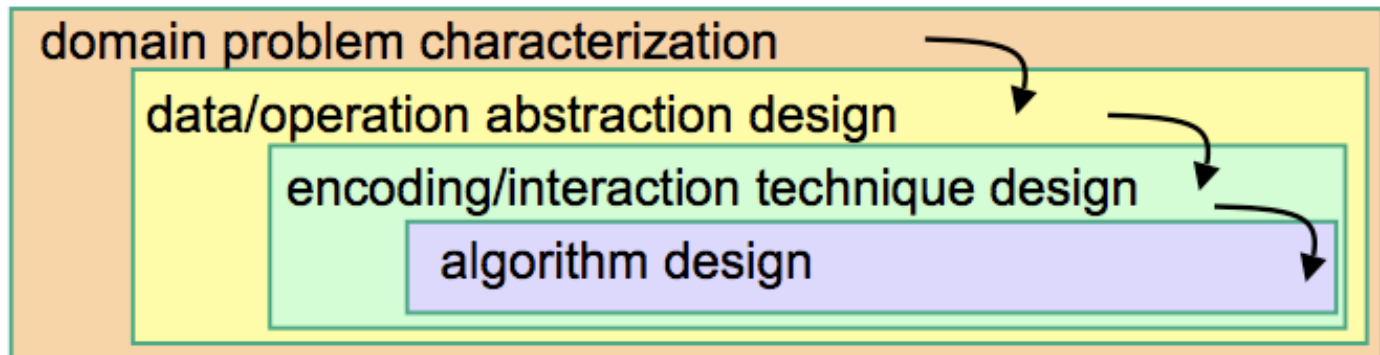 domain problem characterization
data/operation abstraction design
encoding/interaction technique design
algorithm design